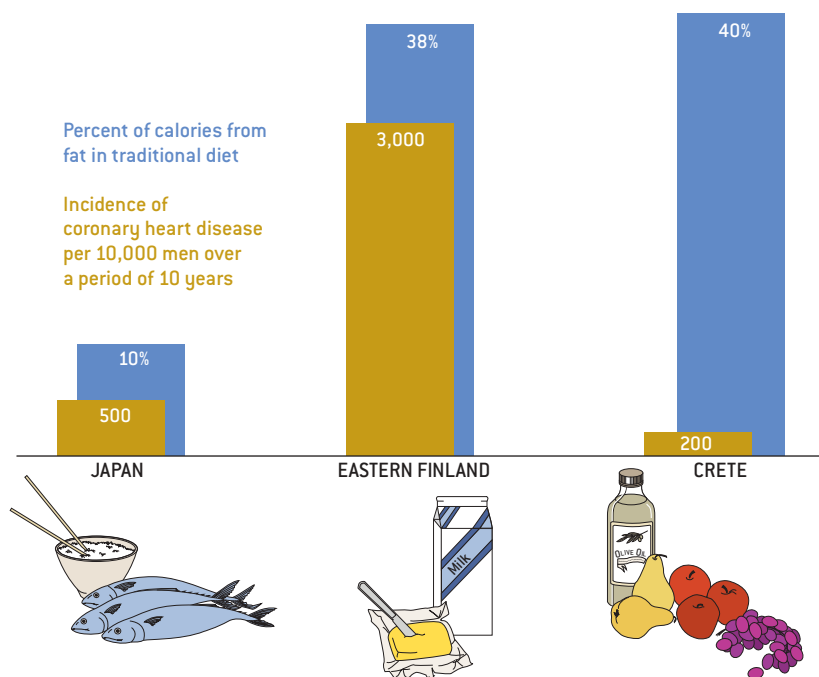 38%
40%
3,000
Percent of calories from
fat in traditional diet
Incidence of
coronary heart disease
per 10,000 men over
a period of 10 years
10%
500
200
JAPAN
EASTERN FINLAND
CRETE
Milk
OLIVE OIL